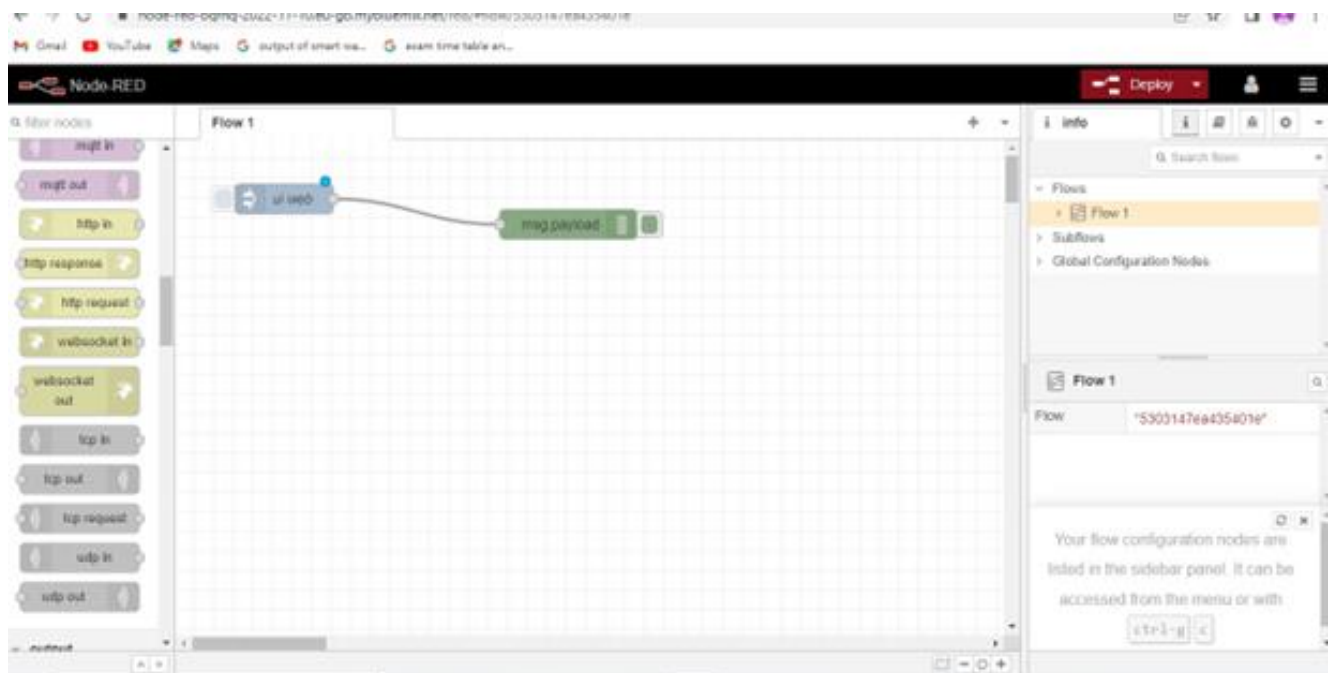 Gmail YouTube Maps output of smart wa... exam time table an...
Node-RED Deploy
filter nodes
Flow 1
info
Search flows
mqtt in
mqtt out
http in
http response
http request
websocket in
websocket
out
tcp in
tcp out
tcp request
udp in
udp out
output
ui web
msg.payload
Flows
Flow 1
Subflows
Global Configuration Nodes
Flow 1
Flow "5303147ea435401e"
Your flow configuration nodes are
listed in the sidebar panel. It can be
accessed from the menu or with
ctrl-g c